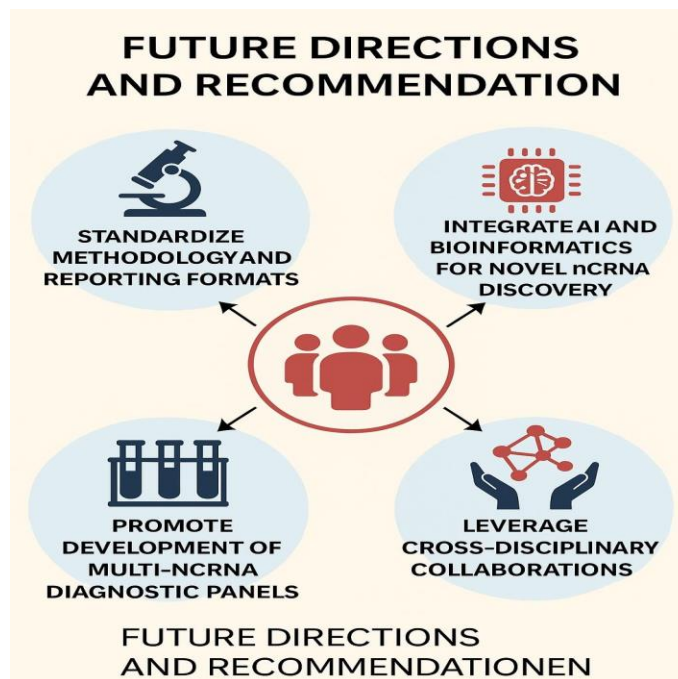 FUTURE DIRECTIONS
AND RECOMMENDATION
STANDARDIZE
METHODOLOGYAND
REPORTING FORMATS
INTEGRATE AI AND
BIOINFORMATICS
FOR NOVEL nCRNA
DISCOVERY
PROMOTE
DEVELOPMENT OF
MULTI-NCRNA
DIAGNOSTIC PANELS
LEVERAGE
CROSS-DISCIPLINARY
COLLABORATIONS
FUTURE DIRECTIONS
AND RECOMMENDATIONEN